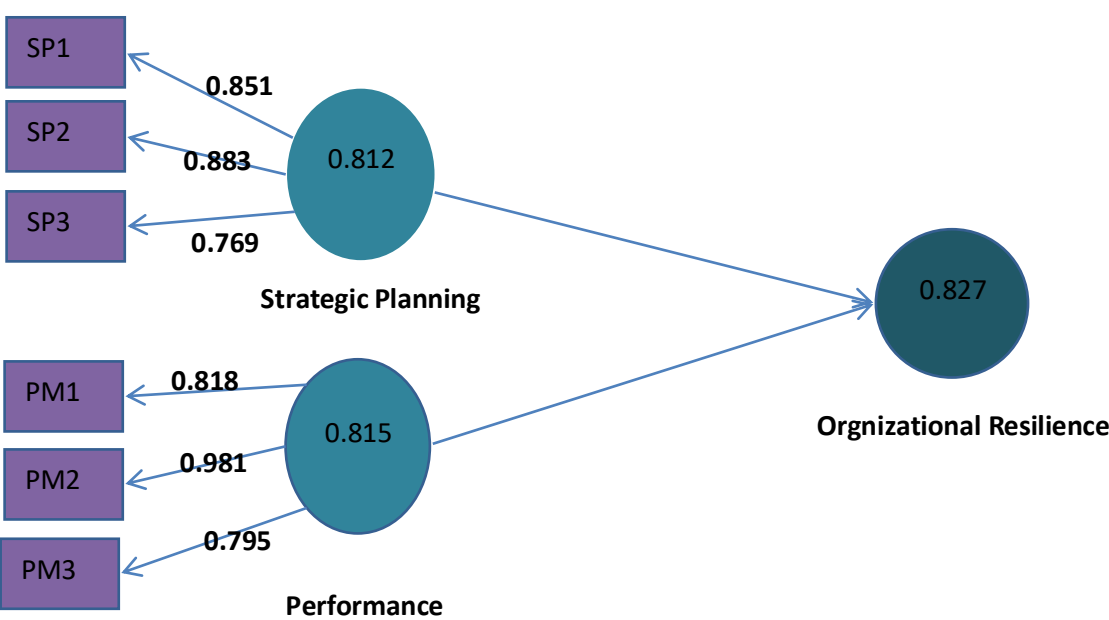 SP1
0.851
SP2
0.883
0.812
SP3
0.769
Strategic Planning
0.827
PM1
0.818
Orgnizational Resilience
0.815
PM2
0.981
PM3
0.795
Performance